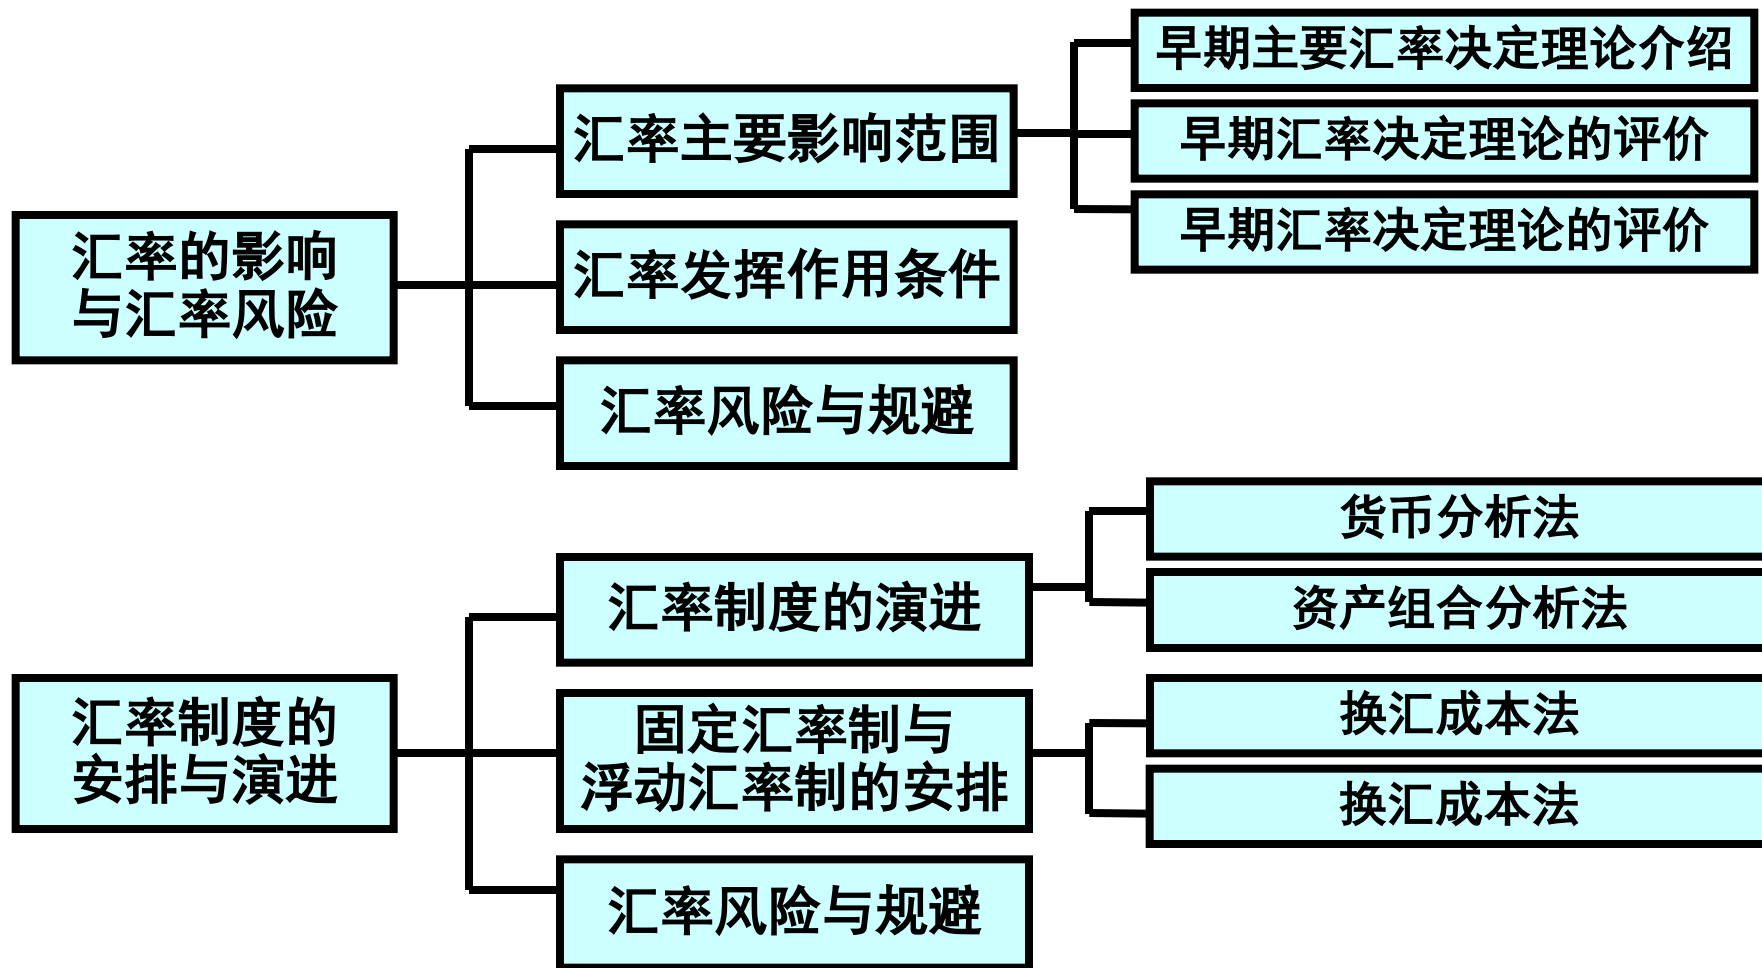 汇率的影响
与汇率风险
汇率主要影响范围
早期主要汇率决定理论介绍
早期汇率决定理论的评价
早期汇率决定理论的评价
汇率发挥作用条件
汇率风险与规避
汇率制度的
安排与演进
汇率制度的演进
货币分析法
资产组合分析法
固定汇率制与
浮动汇率制的安排
换汇成本法
换汇成本法
汇率风险与规避